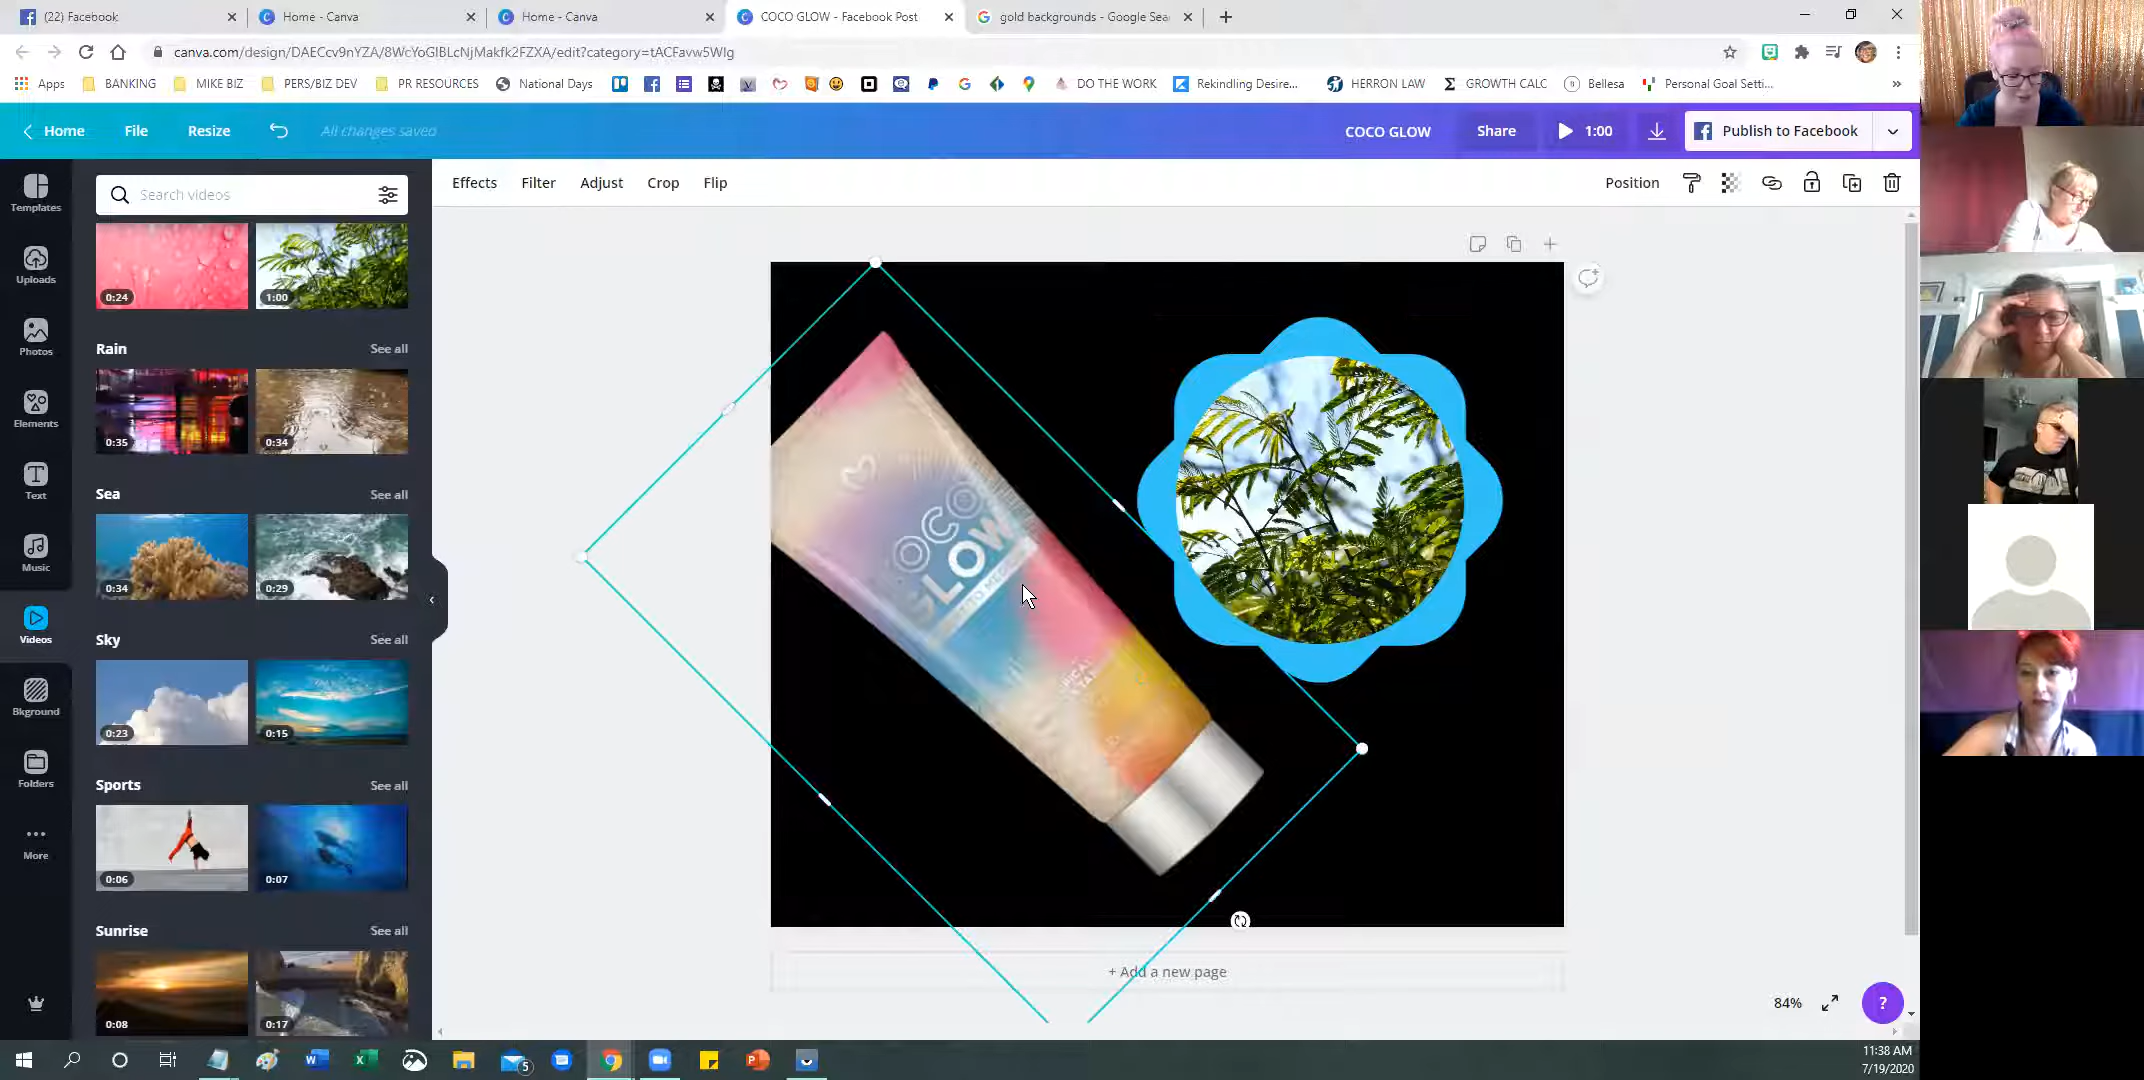 (22) Facebook
Home - Canva
Home - Canva
COCO GLOW - Facebook Post
gold backgrounds - Google Sea
canva.com/design/DAECcv9nYZA/8WcYoGlBLcNjMakfk2FZXA/edit?category=tACFavw5WIg
Apps BANKING MIKE BIZ PERS/BIZ DEV PR RESOURCES National Days DO THE WORK Rekindling Desire... HERRON LAW GROWTH CALC Bellesa Personal Goal Setti...
Home File Resize All changes saved COCO GLOW Share 1:00 Publish to Facebook
Search videos
Effects Filter Adjust Crop Flip Position
Templates
Uploads
Photos
Elements
Text
Music
Videos
Bkground
Folders
More
0:24 1:00
Rain See all
0:35 0:34
Sea See all
0:34 0:29
Sky See all
0:23 0:15
Sports See all
0:06 0:07
Sunrise See all
0:08 0:17
COCO
GLOW
+ Add a new page
84%
?
5
11:38 AM
7/19/2020